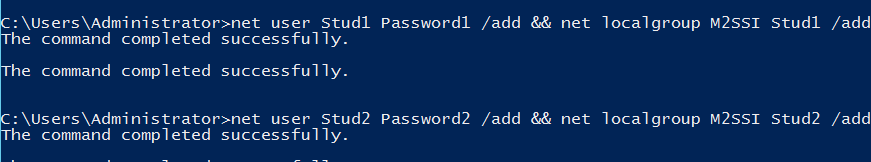 C:\Users\Administrator>net user Stud1 Password1 /add && net localgroup M2SSI Stud1 /add
The command completed successfully.
The command completed successfully.
C:\Users\Administrator>net user Stud2 Password2 /add && net localgroup M2SSI Stud2 /add
The command completed successfully.